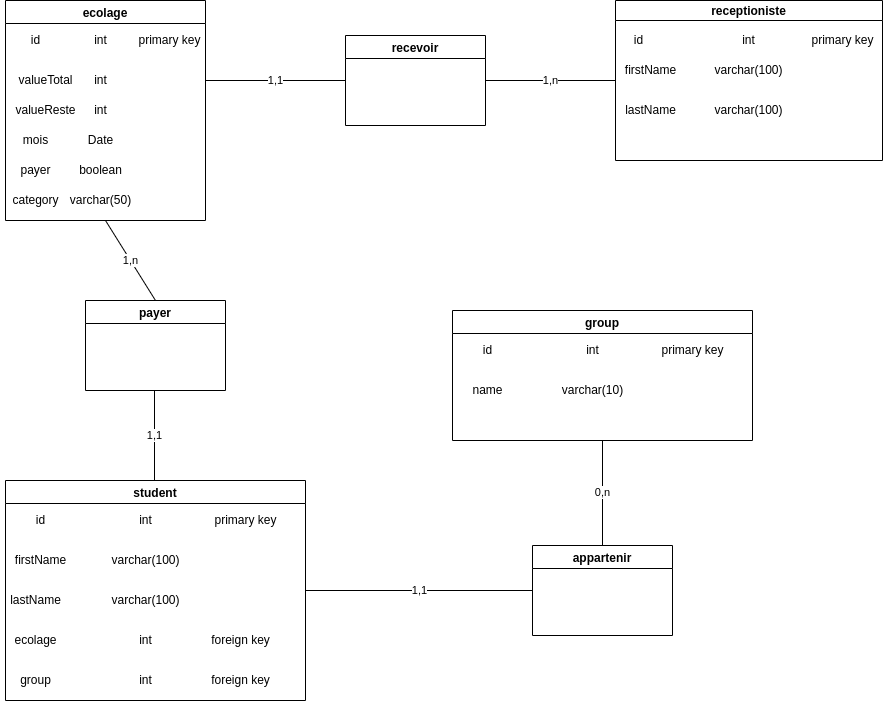 ecolage
id int primary key
valueTotal int
valueReste int
mois Date
payer boolean
category varchar(50)
1,1
recevoir
1,n
receptioniste
id int primary key
firstName varchar(100)
lastName varchar(100)
1,n
payer
1,1
group
id int primary key
name varchar(10)
0,n
student
id int primary key
firstName varchar(100)
lastName varchar(100)
ecolage int foreign key
group int foreign key
1,1
appartenir